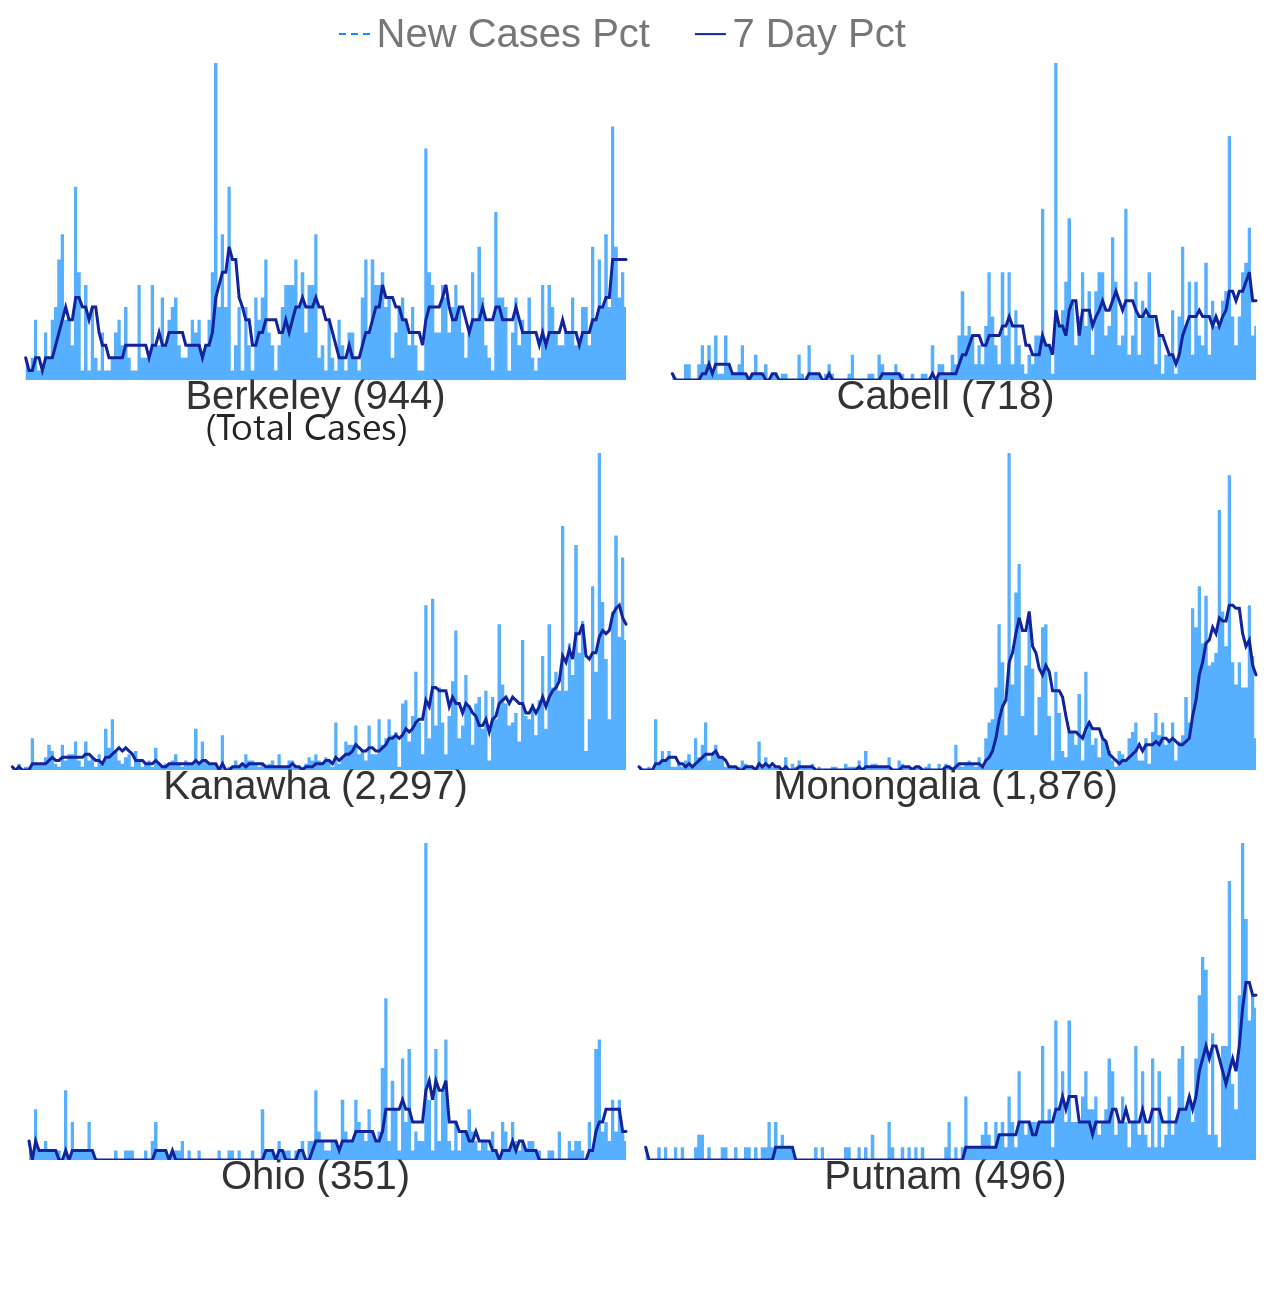 New Cases Pct 7 Day Pct
Berkeley (944) Cabell (718)
(Total Cases)
Kanawha (2,297) Monongalia (1,876)
Ohio (351) Putnam (496)